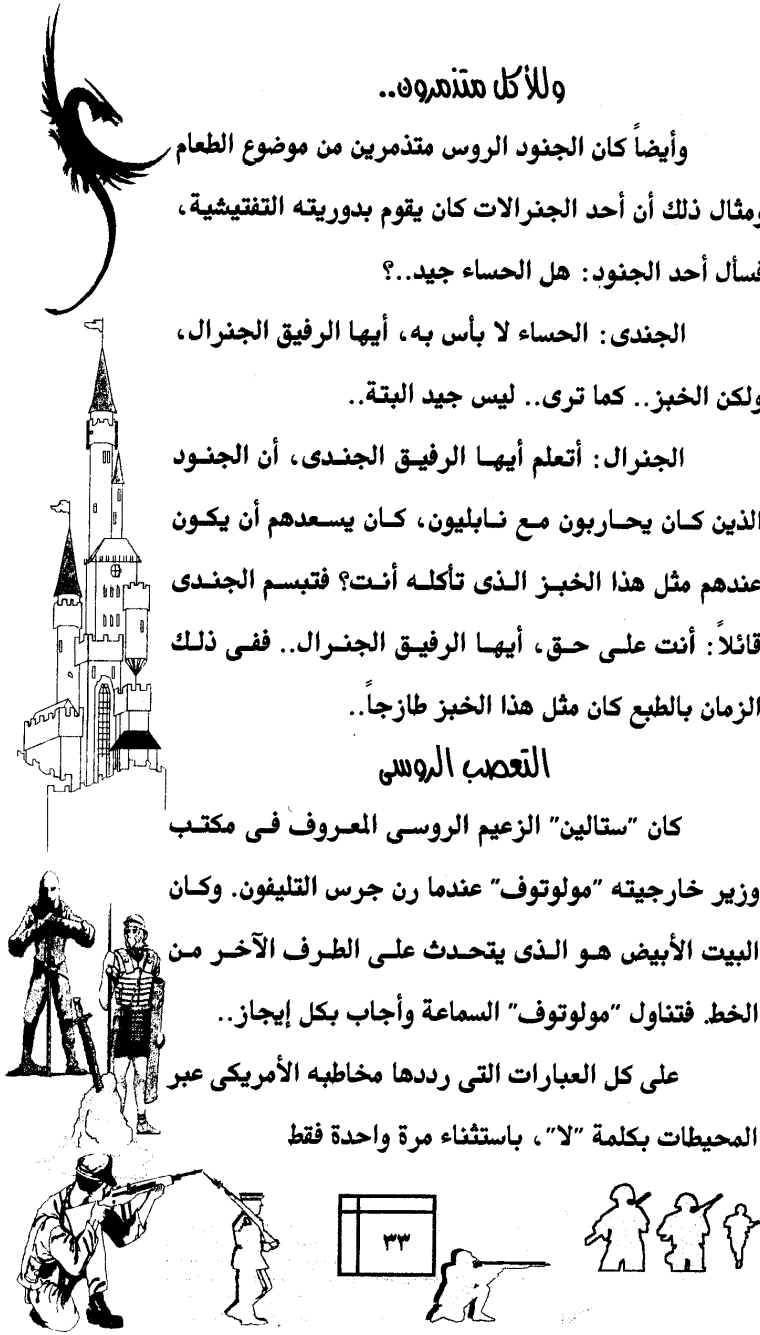 وللأكل متذمرون..
وأيضاً كان الجنود الروس متذمرين من موضوع الطعام
ومثال ذلك أن أحد الجنرالات كان يقوم بدوريته التفتيشية،
فسأل أحد الجنود: هل الحساء جيد..؟
الجندى: الحساء لا بأس به، أيها الرفيق الجنرال،
ولكن الخبز.. كما ترى.. ليس جيد البتة..
الجنرال: أتعلم أيها الرفيق الجندى، أن الجنود
الذين كان يحاربون مع نابليون، كان يسعدهم أن يكون
عندهم مثل هذا الخبز الذى تأكله أنت؟ فتبسم الجندى
قائلاً: أنت على حق، أيها الرفيق الجنرال.. ففى ذلك
الزمان بالطبع كان مثل هذا الخبز طازجاً..
التعصب الروسى
كان "ستالين" الزعيم الروسى المعروف فى مكتب
وزير خارجيته "مولوتوف" عندما رن جرس التليفون. وكان
البيت الأبيض هو الذى يتحدث على الطرف الآخر من
الخط. فتناول "مولوتوف" السماعة وأجاب بكل إيجاز..
على كل العبارات التى رددها مخاطبه الأمريكى عبر
المحيطات بكلمة "لا"، باستثناء مرة واحدة فقط
٣٣